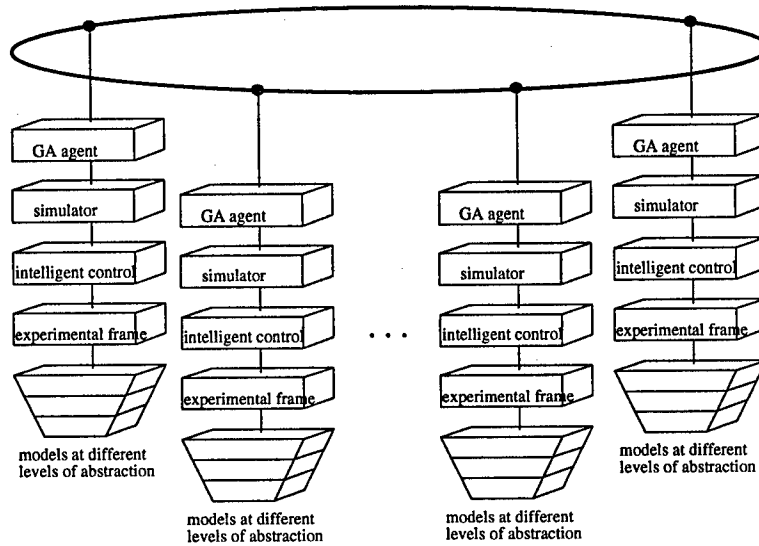 GA agent
simulator
intelligent control
experimental frame
models at different
levels of abstraction
GA agent
simulator
intelligent control
experimental frame
models at different
levels of abstraction
. . .
GA agent
simulator
intelligent control
experimental frame
models at different
levels of abstraction
GA agent
simulator
intelligent control
experimental frame
models at different
levels of abstraction